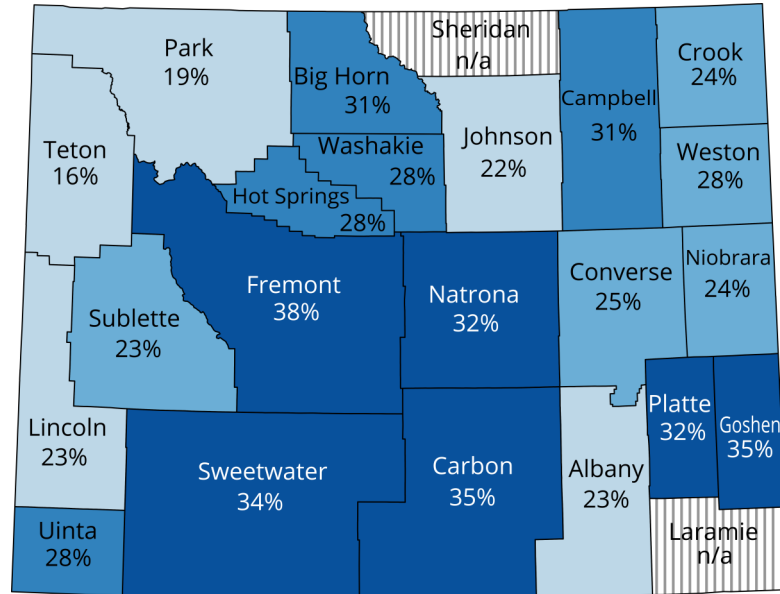 Sheridan
n/a
Park
19%
Big Horn
31%
Crook
24%
Campbell
31%
Teton
16%
Washakie
28%
Johnson
22%
Weston
28%
Hot Springs
28%
Fremont
38%
Natrona
32%
Converse
25%
Niobrara
24%
Sublette
23%
Lincoln
23%
Sweetwater
34%
Carbon
35%
Albany
23%
Platte
32%
Goshen
35%
Uinta
28%
Laramie
n/a